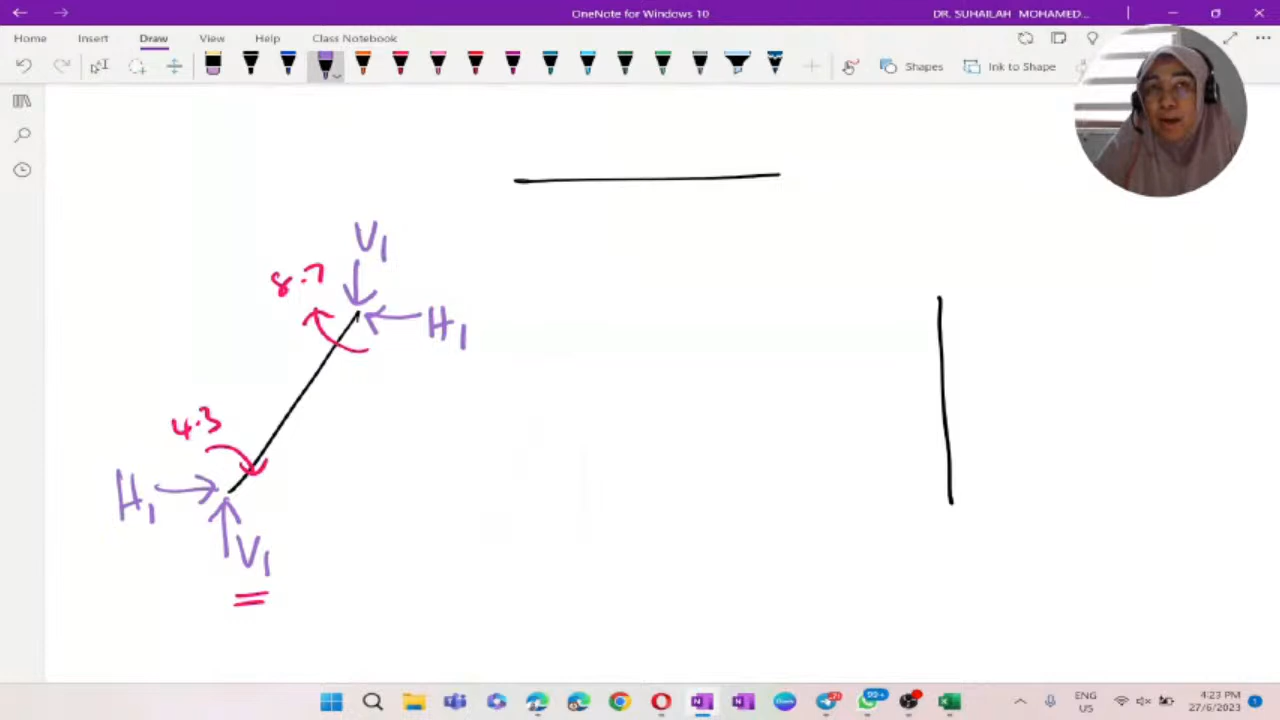 OneNote for Windows 10
DR. SUHAILAH MOHAMED...
Home Insert Draw View Help Class Notebook
Shapes Ink to Shape
V1
8.7
H1
4.3
H1
V1
99+
ENG
US
4:23 PM
27/6/2023